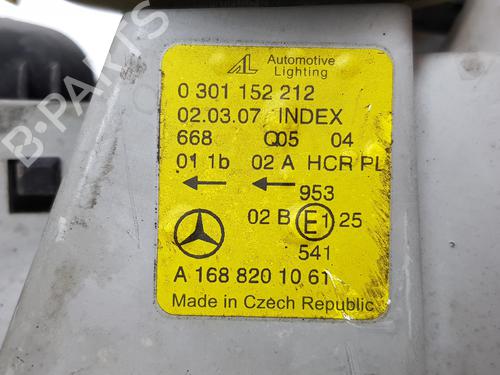 B-PARTS
AL Automotive
Lighting
0 301 152 212
02.03.07 INDEX
668 Q05 04
01 1b 02 A HCR PL
953
02 B E1 25
541
A 168 820 10 61
Made in Czech Republic